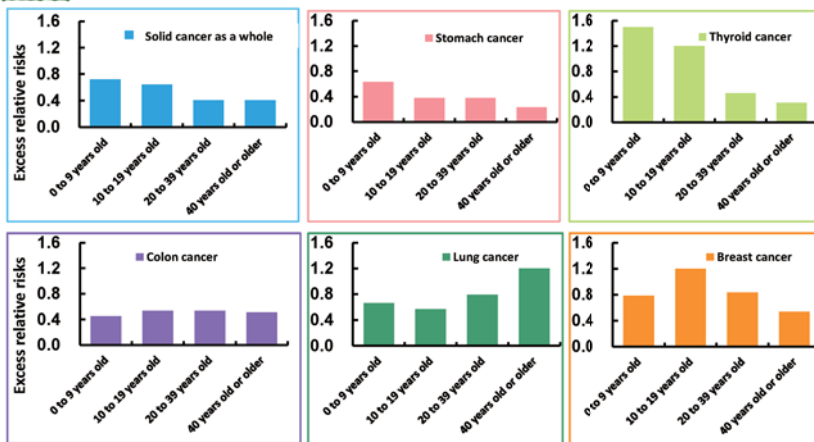 Excess relative risks
1.6
1.2
0.8
0.4
0.0
Solid cancer as a whole
0 to 9 years old
10 to 19 years old
20 to 39 years old
40 years old or older
1.6
1.2
0.8
0.4
0.0
Stomach cancer
0 to 9 years old
10 to 19 years old
20 to 39 years old
40 years old or older
1.6
1.2
0.8
0.4
0.0
Thyroid cancer
0 to 9 years old
10 to 19 years old
20 to 39 years old
40 years old or older
Excess relative risks
1.6
1.2
0.8
0.4
0.0
Colon cancer
0 to 9 years old
10 to 19 years old
20 to 39 years old
40 years old or older
1.6
1.2
0.8
0.4
0.0
Lung cancer
0 to 9 years old
10 to 19 years old
20 to 39 years old
40 years old or older
1.6
1.2
0.8
0.4
0.0
Breast cancer
0 to 9 years old
10 to 19 years old
20 to 39 years old
40 years old or older